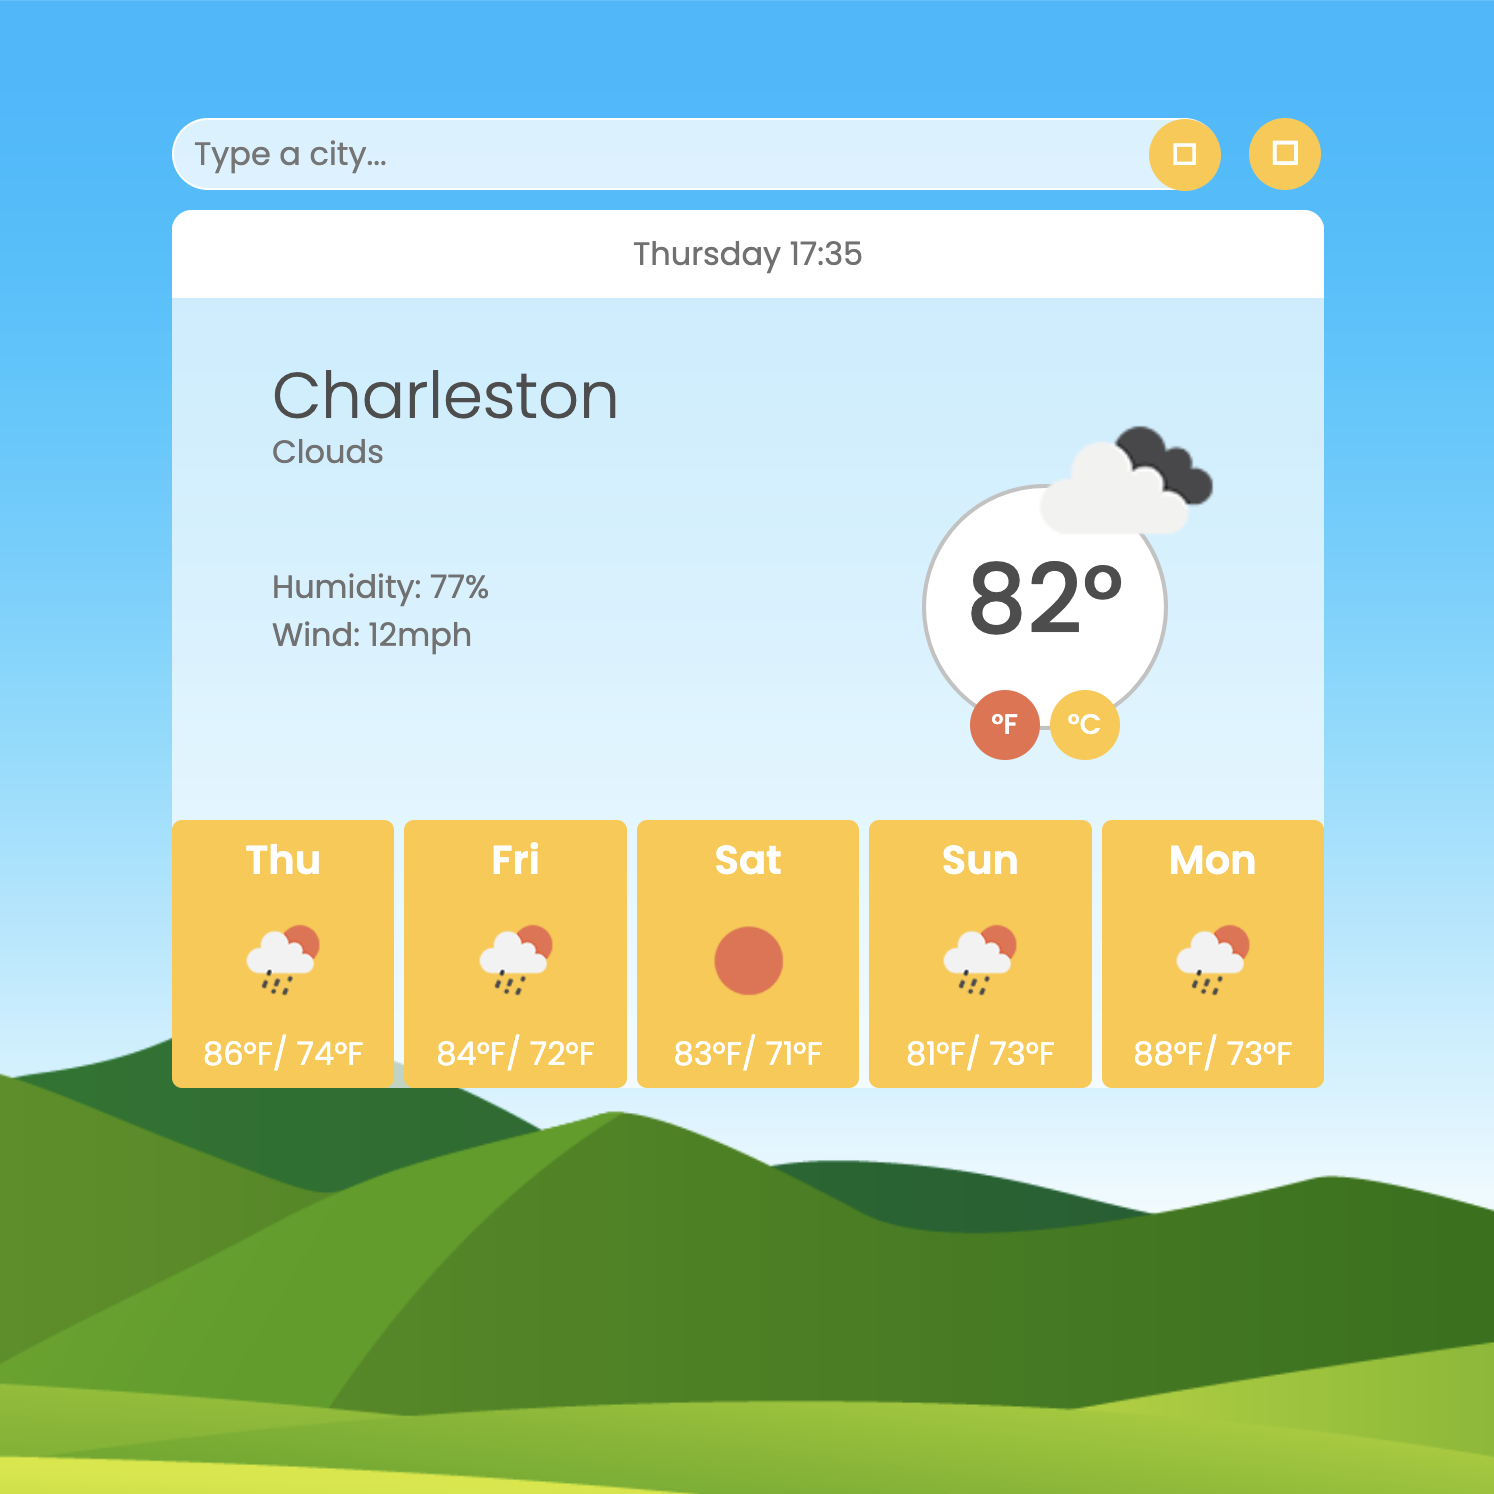 Type a city...
Thursday 17:35
Charleston
Clouds
Humidity: 77%
Wind: 12mph
82°
°F °C
Thu Fri Sat Sun Mon
86°F/ 74°F 84°F/ 72°F 83°F/ 71°F 81°F/ 73°F 88°F/ 73°F